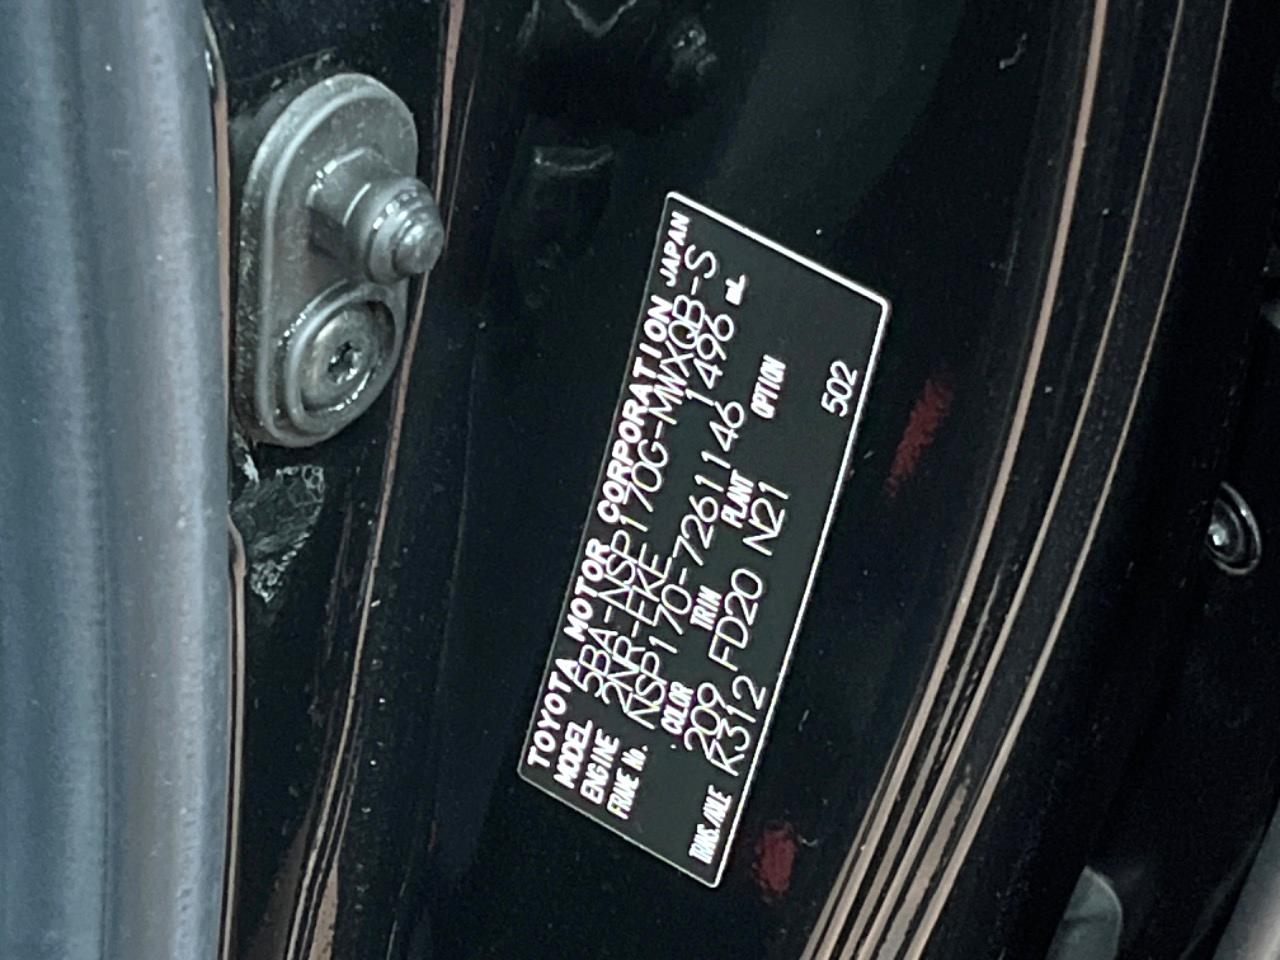 TOYOTA MOTOR CORPORATION JAPAN
MODEL 5BA-NSP170G-MWXQB-S
ENGINE 2NR-FKE 1496 mL
FRAME No. NSP170-7261146
COLOR TRIM PLANT OPTION
209 FD20 N21
TRANS./AXLE K312 502